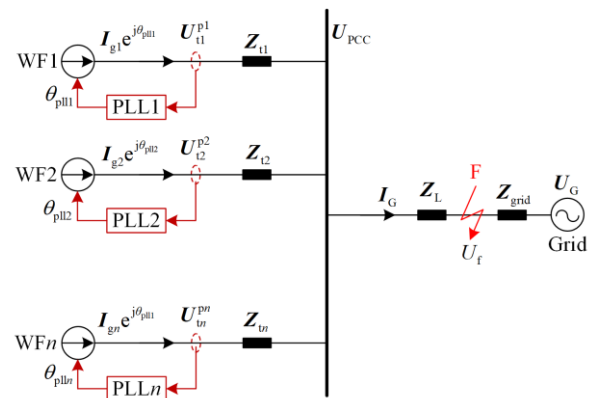 WF1 I_g1 e^jθ_pll1 U_t1^p1 Z_t1 U_PCC
θ_pll1 PLL1
WF2 I_g2 e^jθ_pll2 U_t2^p2 Z_t2
θ_pll2 PLL2
I_G Z_L F Z_grid U_G
U_f Grid
WFn I_gn e^jθ_pll1 U_tn^pn Z_tn
θ_plln PLLn